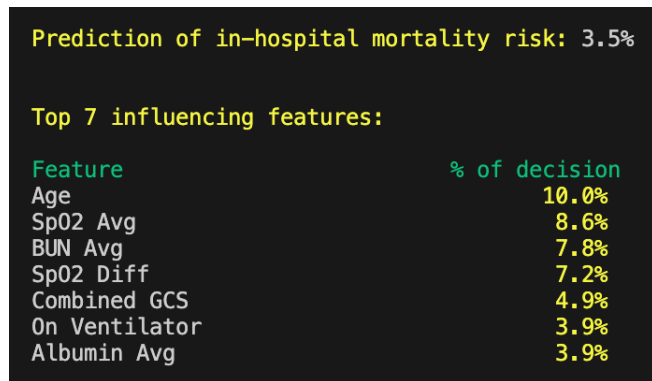 Prediction of in-hospital mortality risk: 3.5%
Top 7 influencing features:
Feature % of decision
Age 10.0%
SpO2 Avg 8.6%
BUN Avg 7.8%
SpO2 Diff 7.2%
Combined GCS 4.9%
On Ventilator 3.9%
Albumin Avg 3.9%